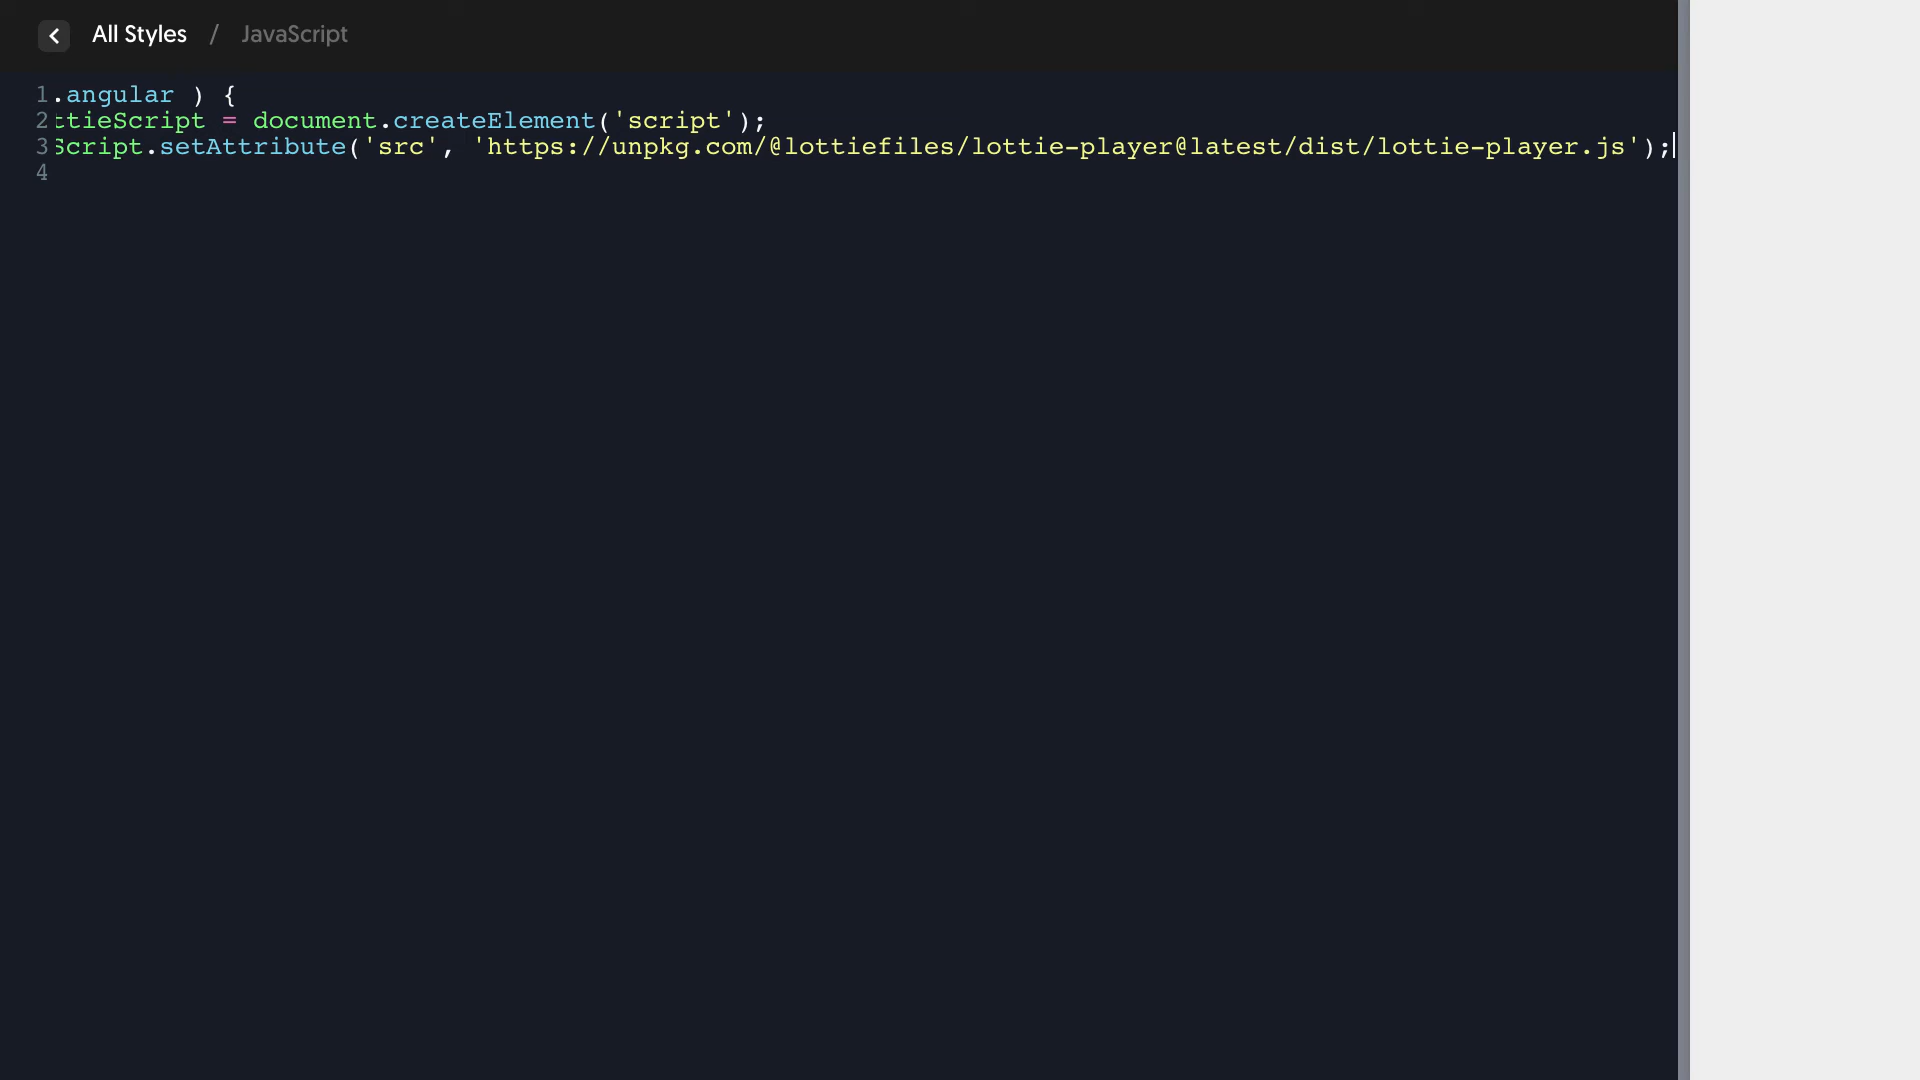 All Styles / JavaScript
1 .angular ) {
2 ttieScript = document.createElement('script');
3 Script.setAttribute('src', 'https://unpkg.com/@lottiefiles/lottie-player@latest/dist/lottie-player.js');
4